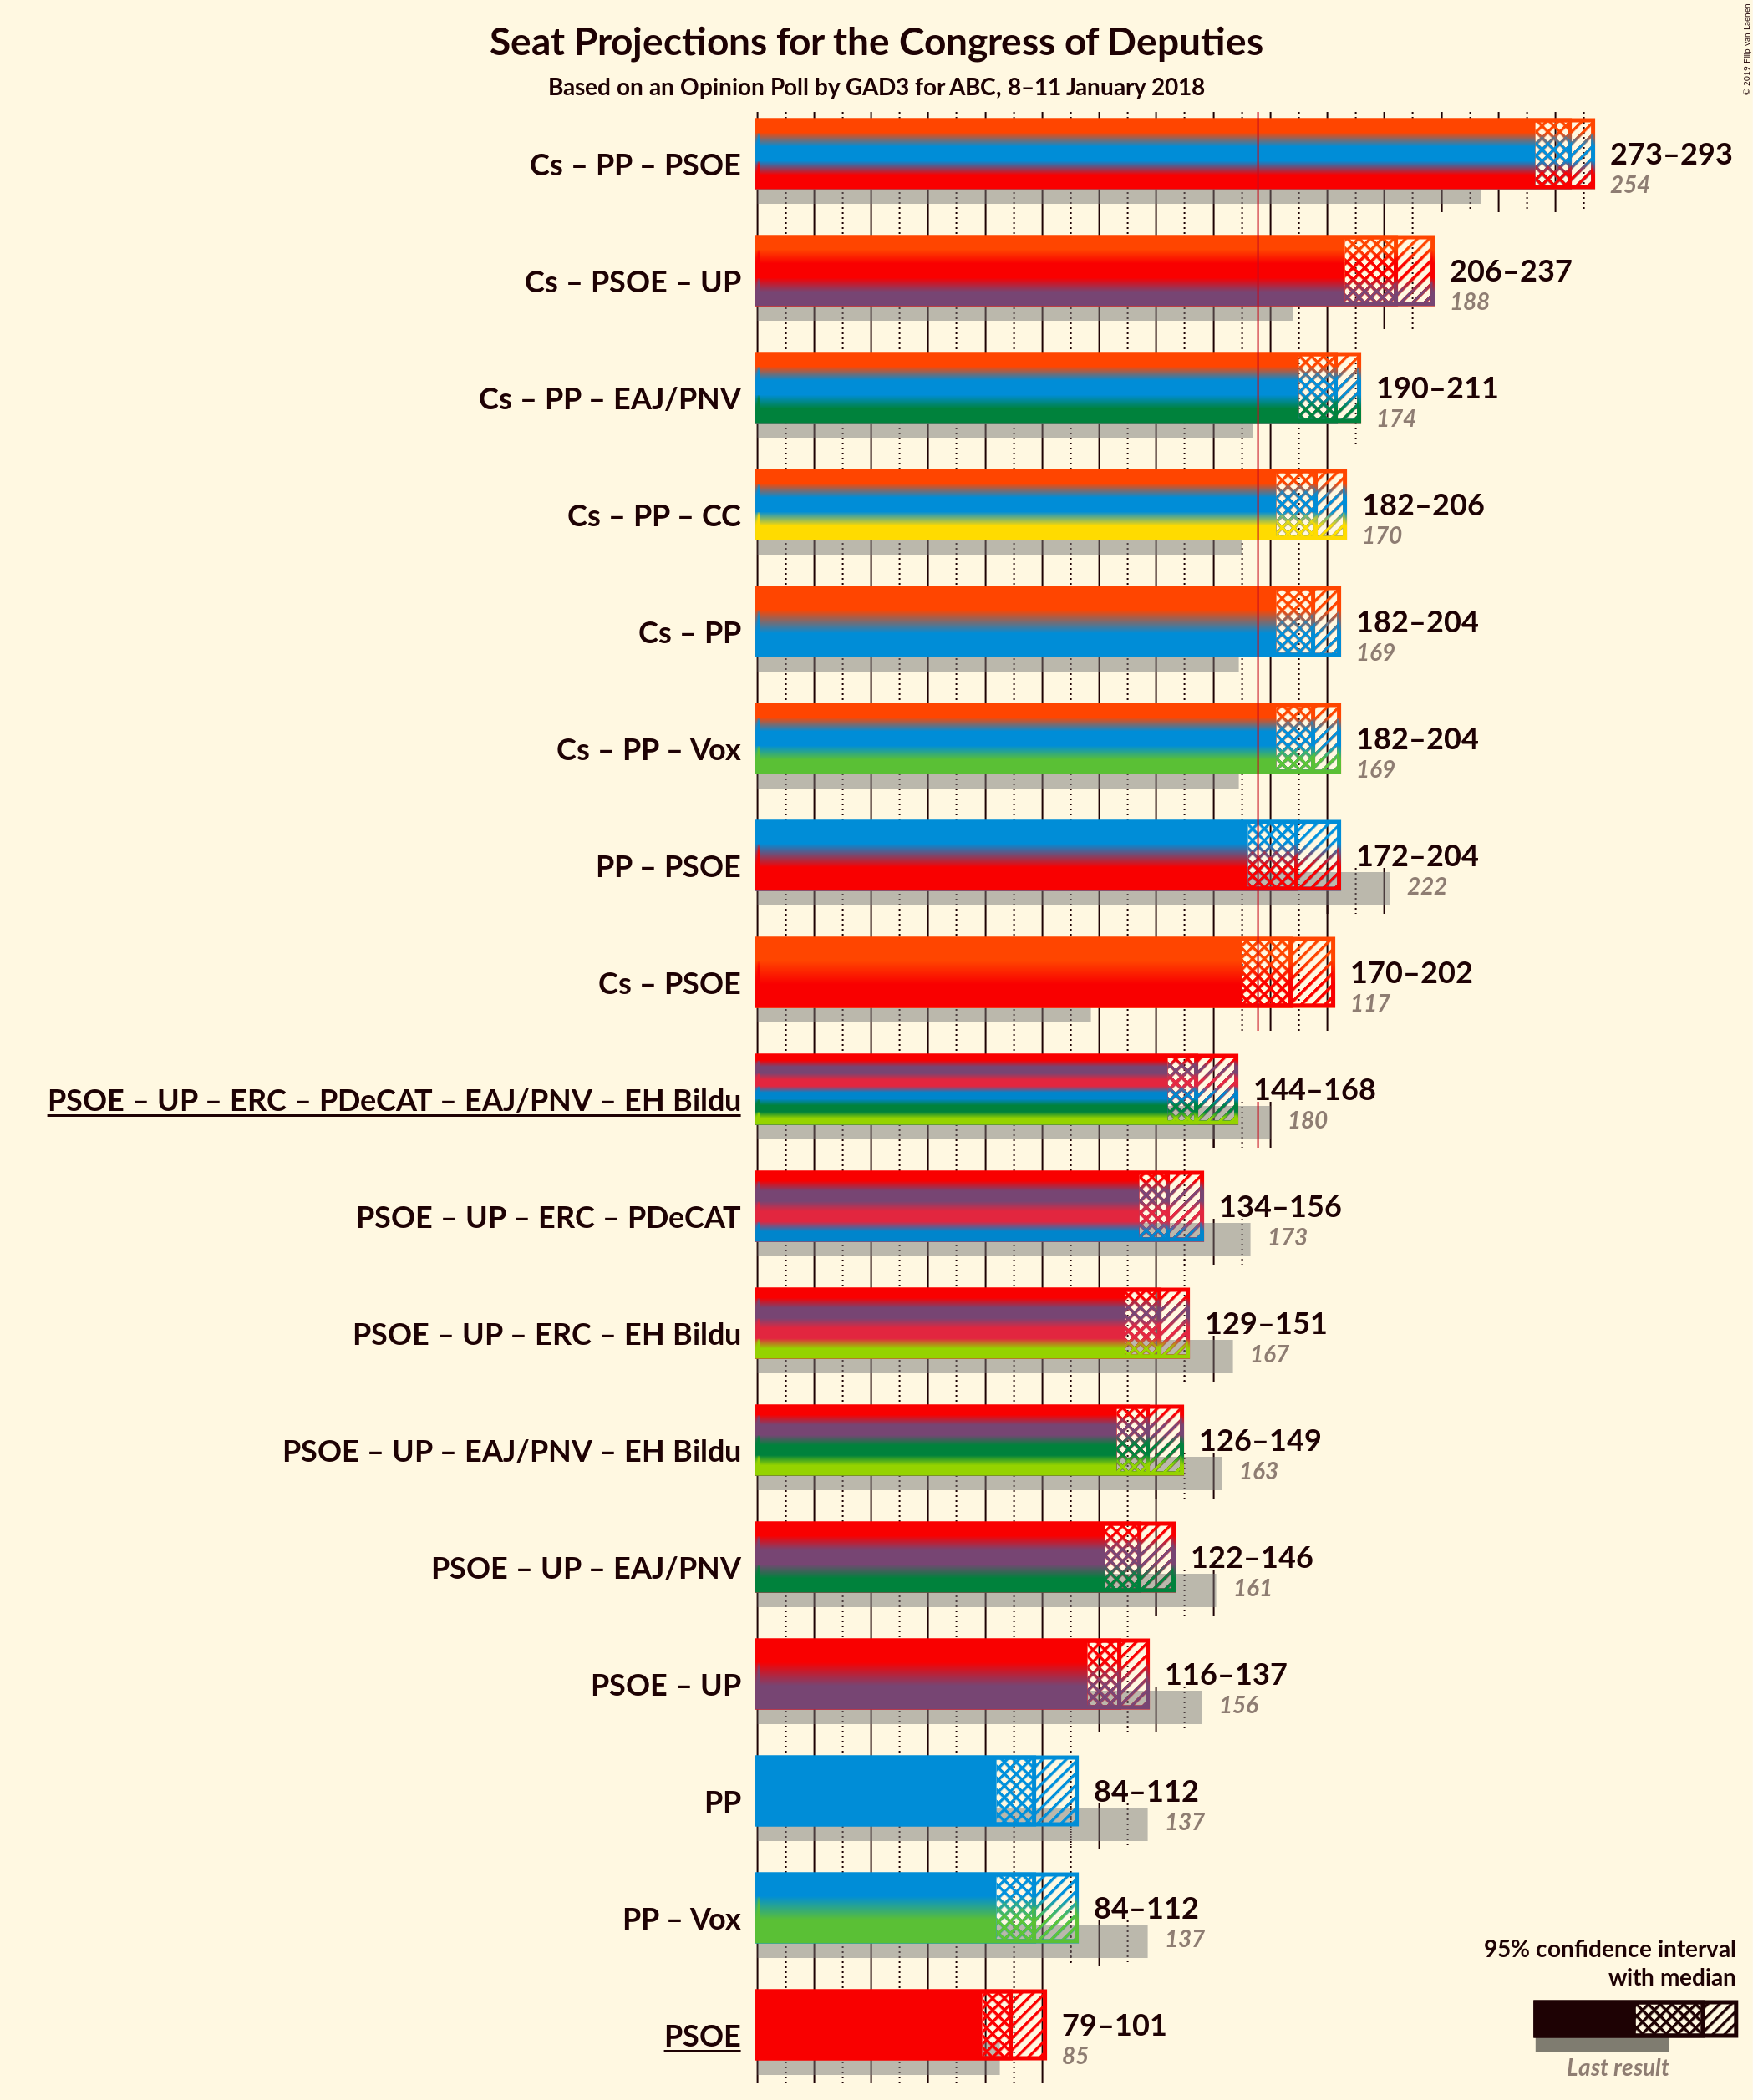 Seat Projections for the Congress of Deputies
Based on an Opinion Poll by GAD3 for ABC, 8–11 January 2018
© 2019 Filip van Laenen
Cs – PP – PSOE
273–293
254
Cs – PSOE – UP
206–237
188
Cs – PP – EAJ/PNV
190–211
174
Cs – PP – CC
182–206
170
Cs – PP
182–204
169
Cs – PP – Vox
182–204
169
PP – PSOE
172–204
222
Cs – PSOE
170–202
117
PSOE – UP – ERC – PDeCAT – EAJ/PNV – EH Bildu
144–168
180
PSOE – UP – ERC – PDeCAT
134–156
173
PSOE – UP – ERC – EH Bildu
129–151
167
PSOE – UP – EAJ/PNV – EH Bildu
126–149
163
PSOE – UP – EAJ/PNV
122–146
161
PSOE – UP
116–137
156
PP
84–112
137
PP – Vox
84–112
137
PSOE
79–101
85
95% confidence interval
with median
Last result